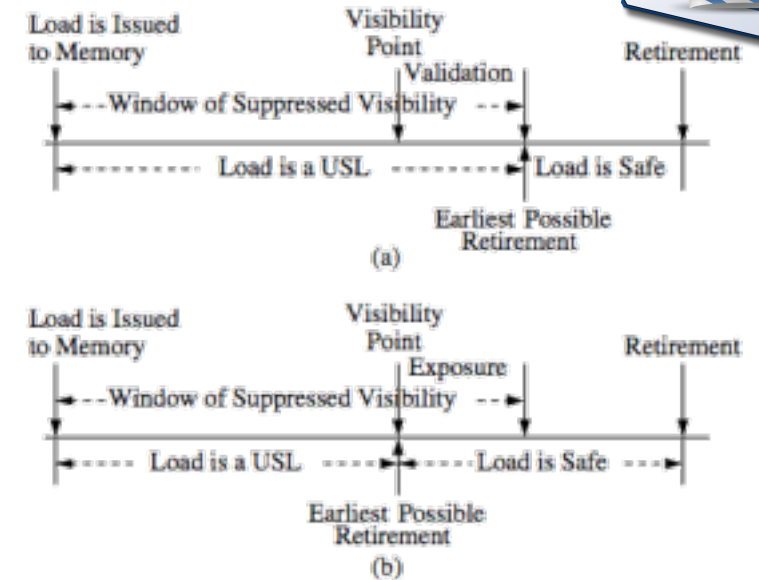 Load is Issued
to Memory
Visibility
Point
Retirement
Validation
Window of Suppressed Visibility
Load is a USL
Load is Safe
Earliest Possible
Retirement
(a)
Load is Issued
to Memory
Visibility
Point
Retirement
Exposure
Window of Suppressed Visibility
Load is a USL
Load is Safe
Earliest Possible
Retirement
(b)